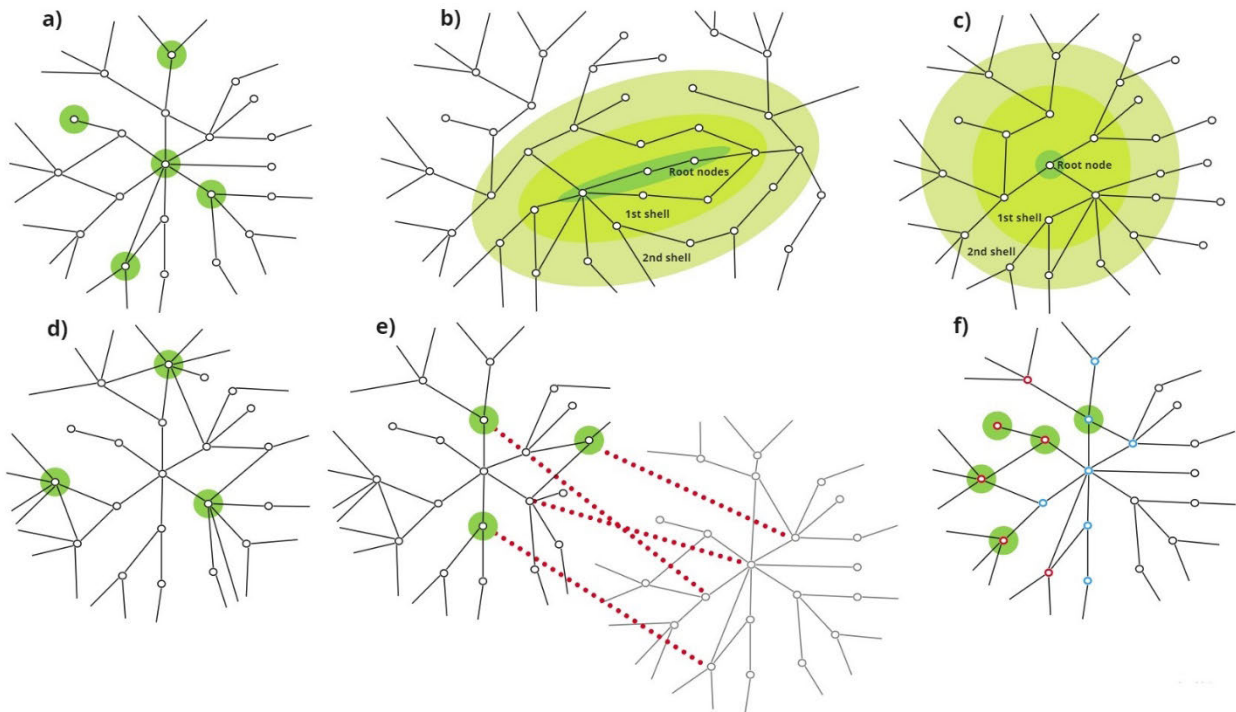 a)
b)
c)
Root nodes
1st shell
2nd shell
Root node
1st shell
2nd shell
d)
e)
f)